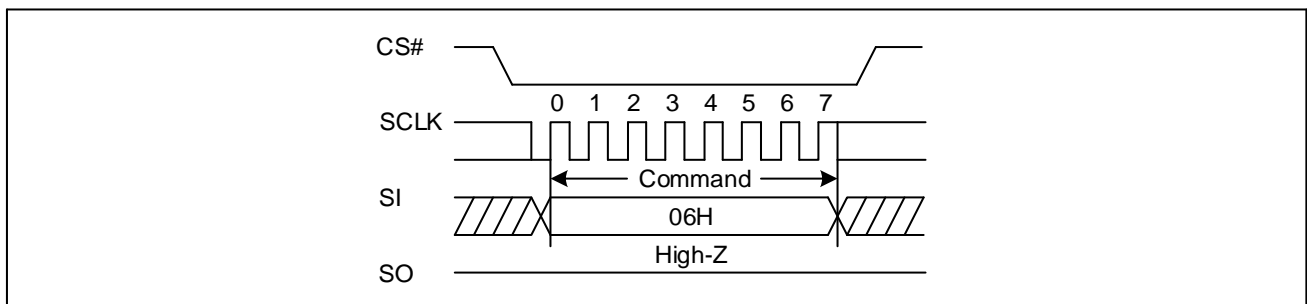 CS#
0 1 2 3 4 5 6 7
SCLK
Command
SI
06H
High-Z
SO